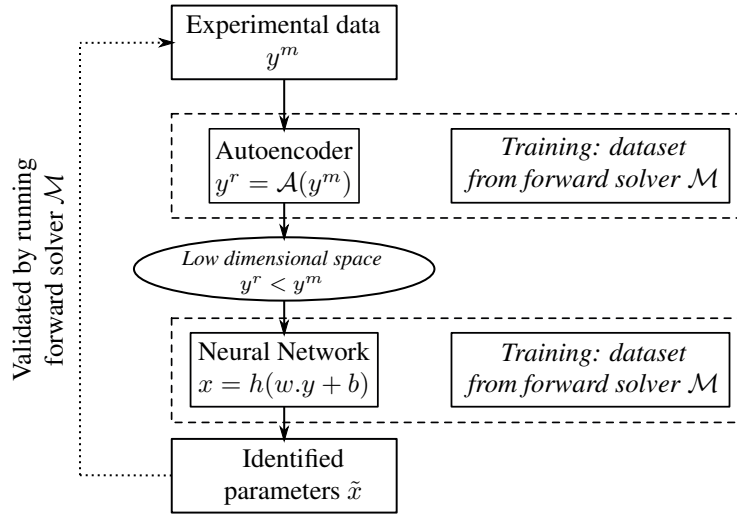 Experimental data
y^m
Autoencoder
y^r = 𝒜(y^m)
Training: dataset
from forward solver ℳ
Low dimensional space
y^r < y^m
Neural Network
x = h(w.y + b)
Training: dataset
from forward solver ℳ
Identified
parameters x̃
Validated by running
forward solver ℳ